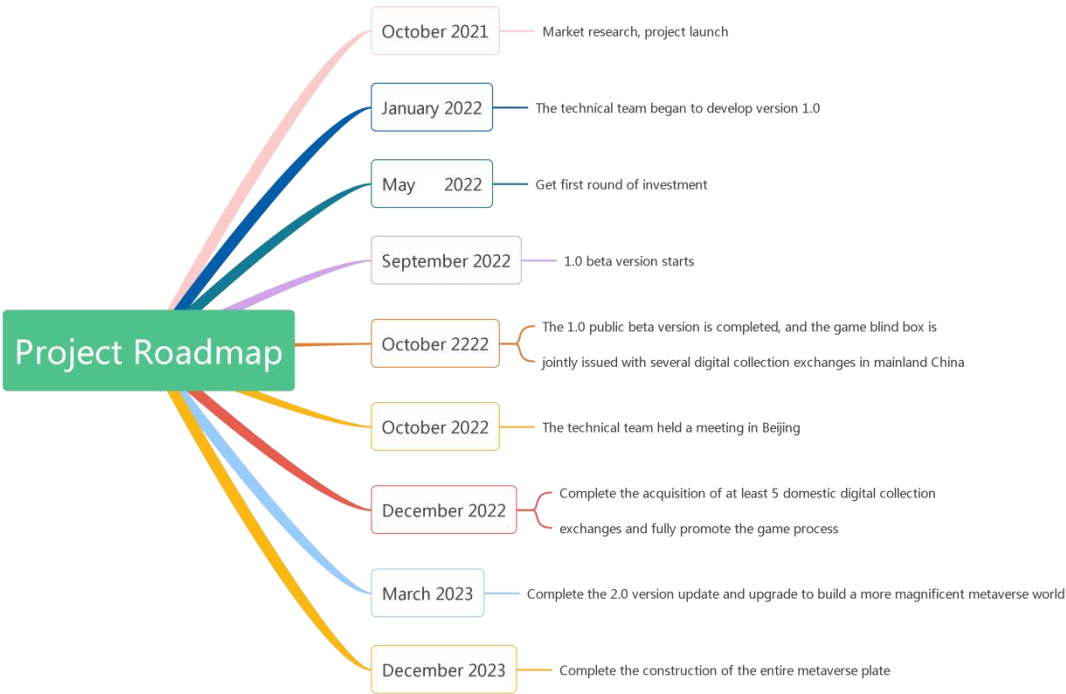 Project Roadmap
October 2021
Market research, project launch
January 2022
The technical team began to develop version 1.0
May 2022
Get first round of investment
September 2022
1.0 beta version starts
October 2222
The 1.0 public beta version is completed, and the game blind box is
jointly issued with several digital collection exchanges in mainland China
October 2022
The technical team held a meeting in Beijing
December 2022
Complete the acquisition of at least 5 domestic digital collection
exchanges and fully promote the game process
March 2023
Complete the 2.0 version update and upgrade to build a more magnificent metaverse world
December 2023
Complete the construction of the entire metaverse plate